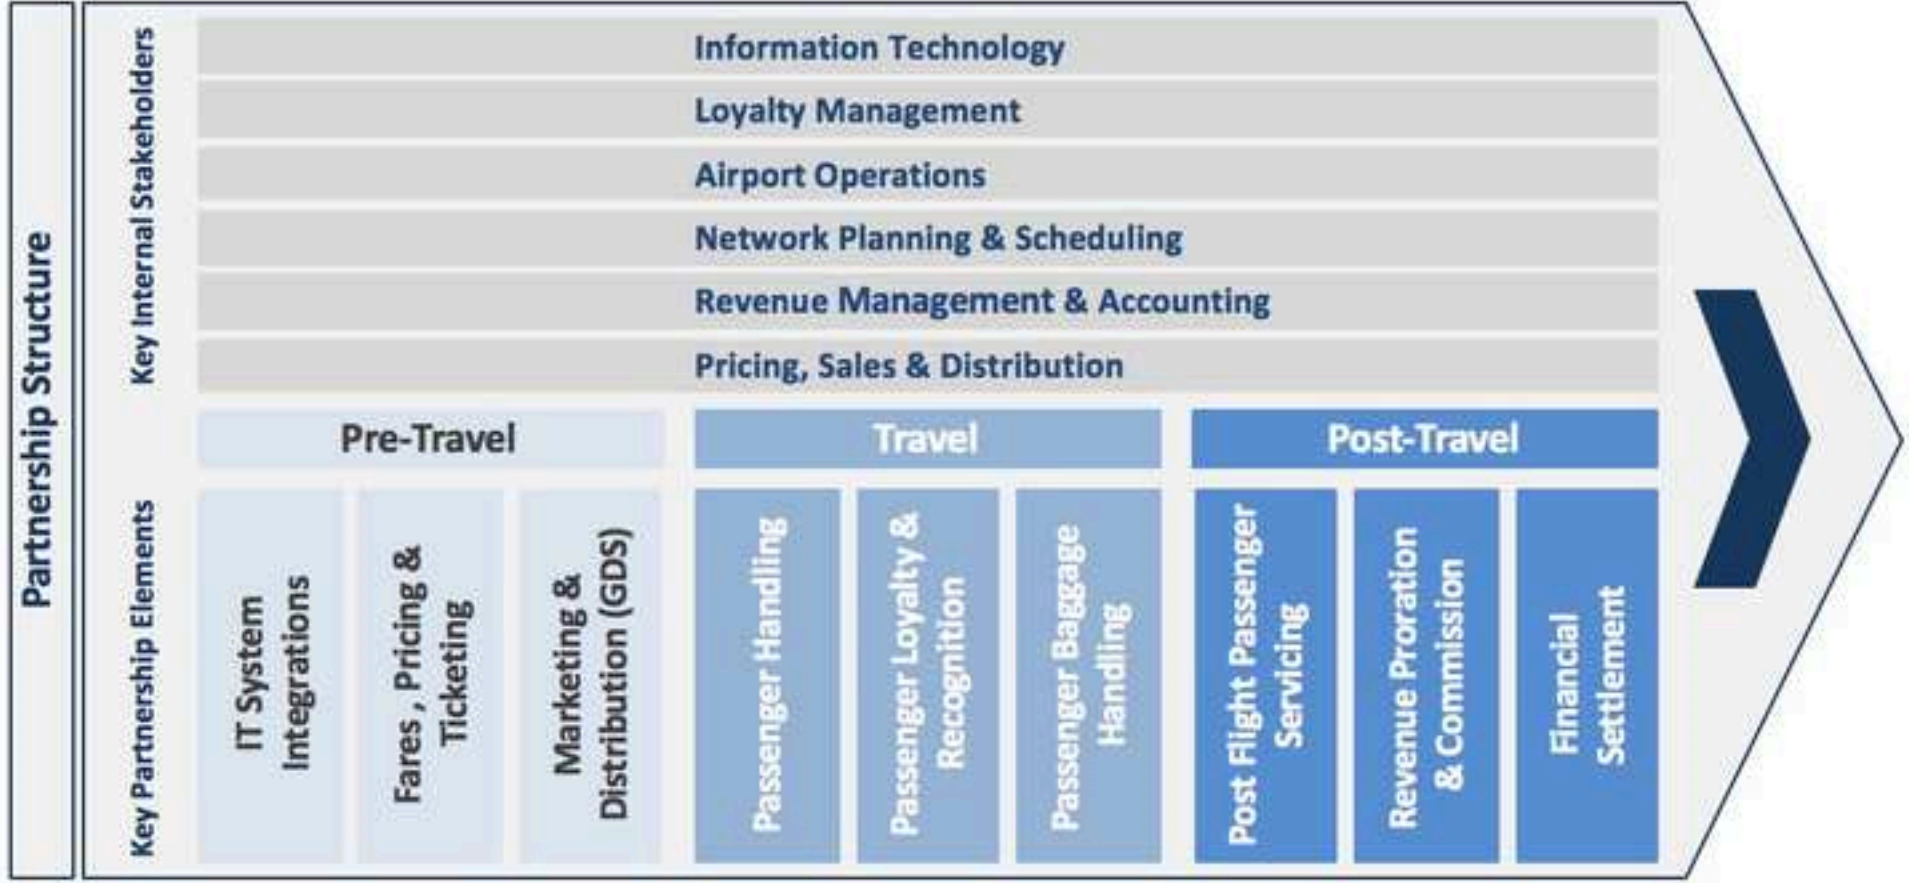 Partnership Structure
Key Internal Stakeholders
Information Technology
Loyalty Management
Airport Operations
Network Planning & Scheduling
Revenue Management & Accounting
Pricing, Sales & Distribution
Pre-Travel
Travel
Post-Travel
Key Partnership Elements
IT System
Integrations
Fares , Pricing &
Ticketing
Marketing &
Distribution (GDS)
Passenger Handling
Passenger Loyalty &
Recognition
Passenger Baggage
Handling
Post Flight Passenger
Servicing
Revenue Proration
& Commission
Financial
Settlement